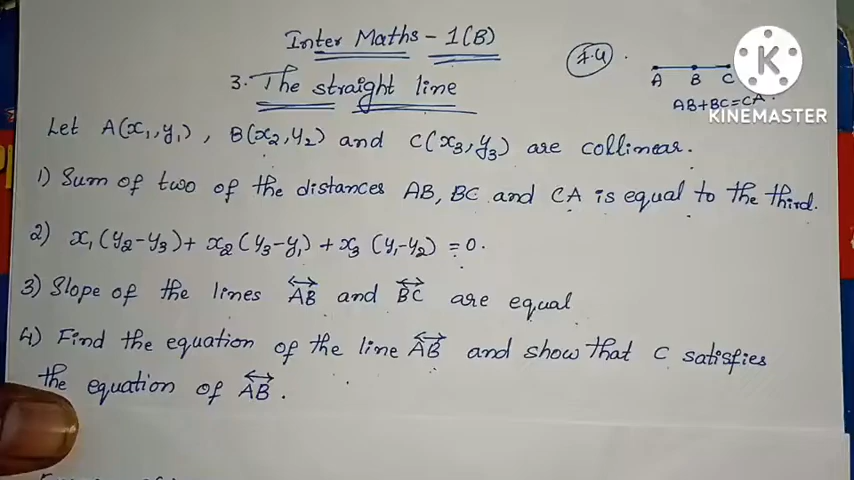 Inter Maths - 1(B)
3. The straight line
A B C
AB+BC=CA.
K
KINEMASTER
Let A(x₁,y₁), B(x₂,y₂) and C(x₃,y₃) are collinear.
1) Sum of two of the distances AB, BC and CA is equal to the third.
2) x₁(y₂-y₃)+ x₂(y₃-y₁)+x₃(y₁-y₂)=0.
3) Slope of the lines A͟B and BC are equal
4) Find the equation of the line AB and show that C satisfies
the equation of AB.